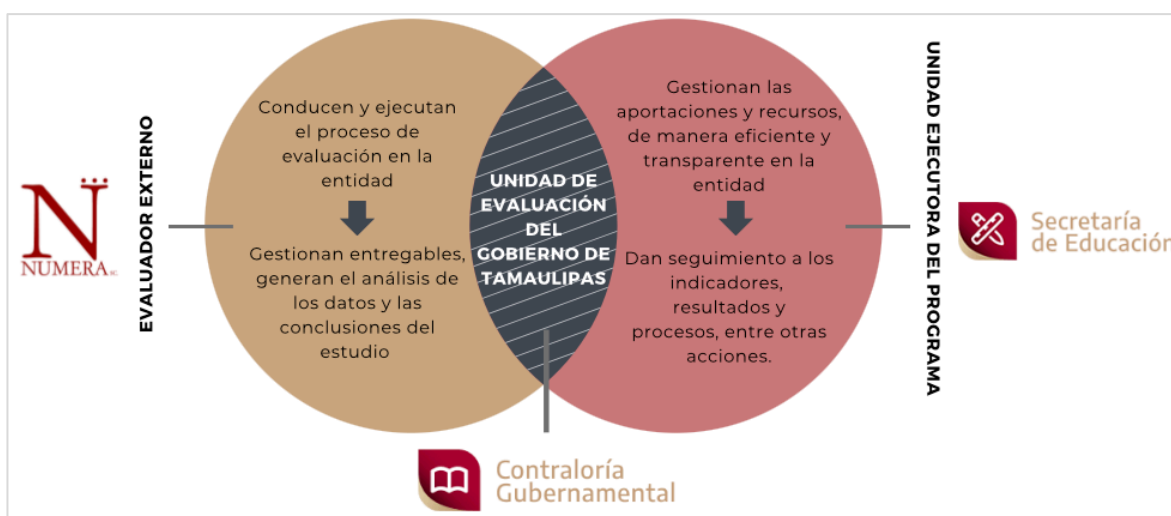 NUMERA
EVALUADOR EXTERNO
Conducen y ejecutan
el proceso de
evaluación en la
entidad
Gestionan entregables,
generan el análisis de
los datos y las
conclusiones del
estudio
UNIDAD DE
EVALUACIÓN
DEL
GOBIERNO DE
TAMAULIPAS
Gestionan las
aportaciones y recursos,
de manera eficiente y
transparente en la
entidad
Dan seguimiento a los
indicadores,
resultados y
procesos, entre otras
acciones.
UNIDAD EJECUTORA DEL PROGRAMA
Secretaría
de Educación
Contraloría
Gubernamental